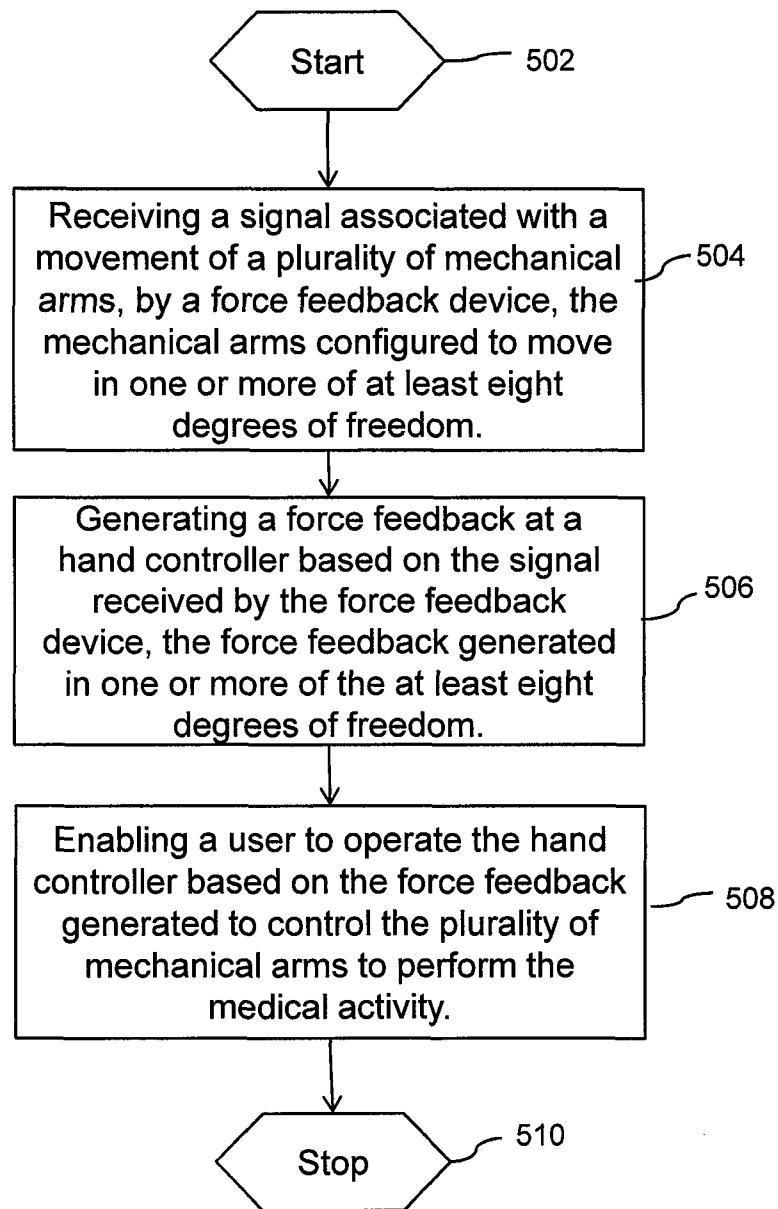 Start
502
Receiving a signal associated with a
movement of a plurality of mechanical
arms, by a force feedback device, the
mechanical arms configured to move
in one or more of at least eight
degrees of freedom.
504
Generating a force feedback at a
hand controller based on the signal
received by the force feedback
device, the force feedback generated
in one or more of the at least eight
degrees of freedom.
506
Enabling a user to operate the hand
controller based on the force feedback
generated to control the plurality of
mechanical arms to perform the
medical activity.
508
Stop
510